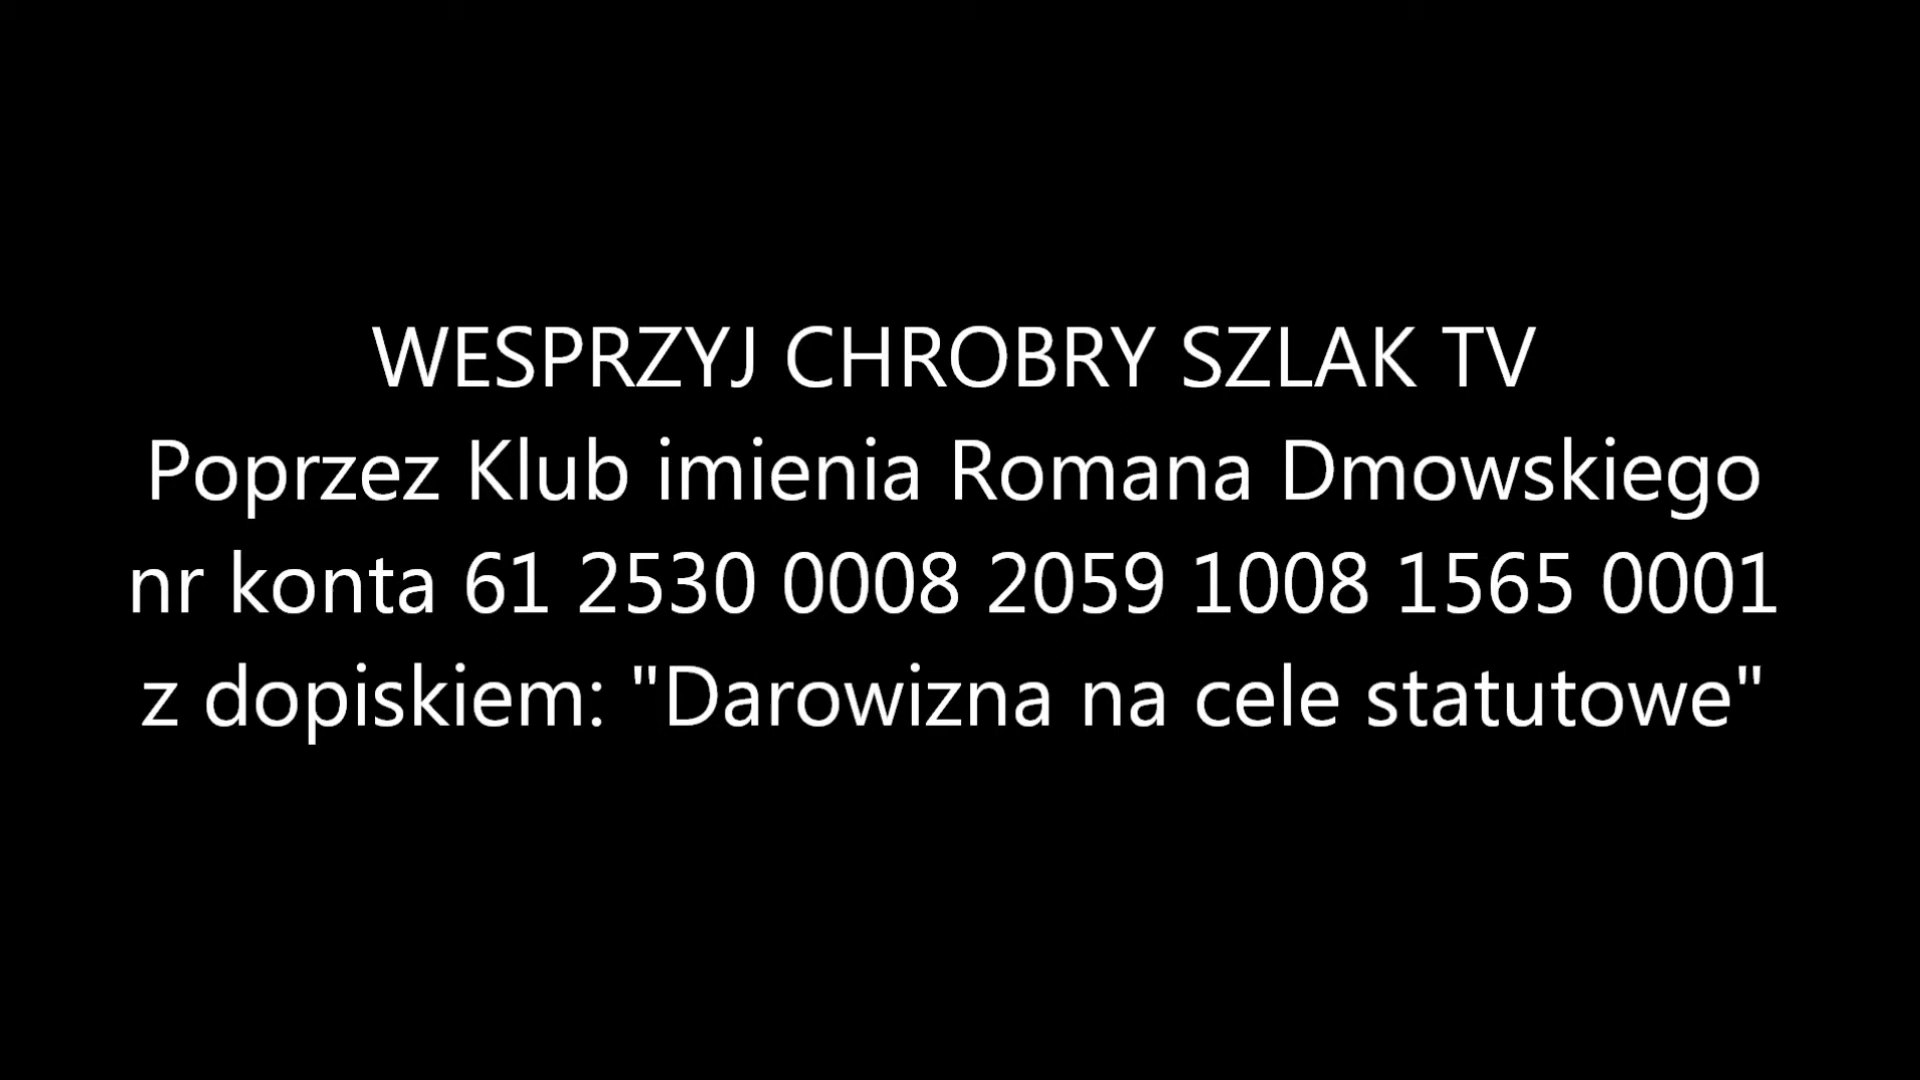 WESPRZYJ CHROBRY SZLAK TV
Poprzez Klub imienia Romana Dmowskiego
nr konta 61 2530 0008 2059 1008 1565 0001
z dopiskiem: "Darowizna na cele statutowe"